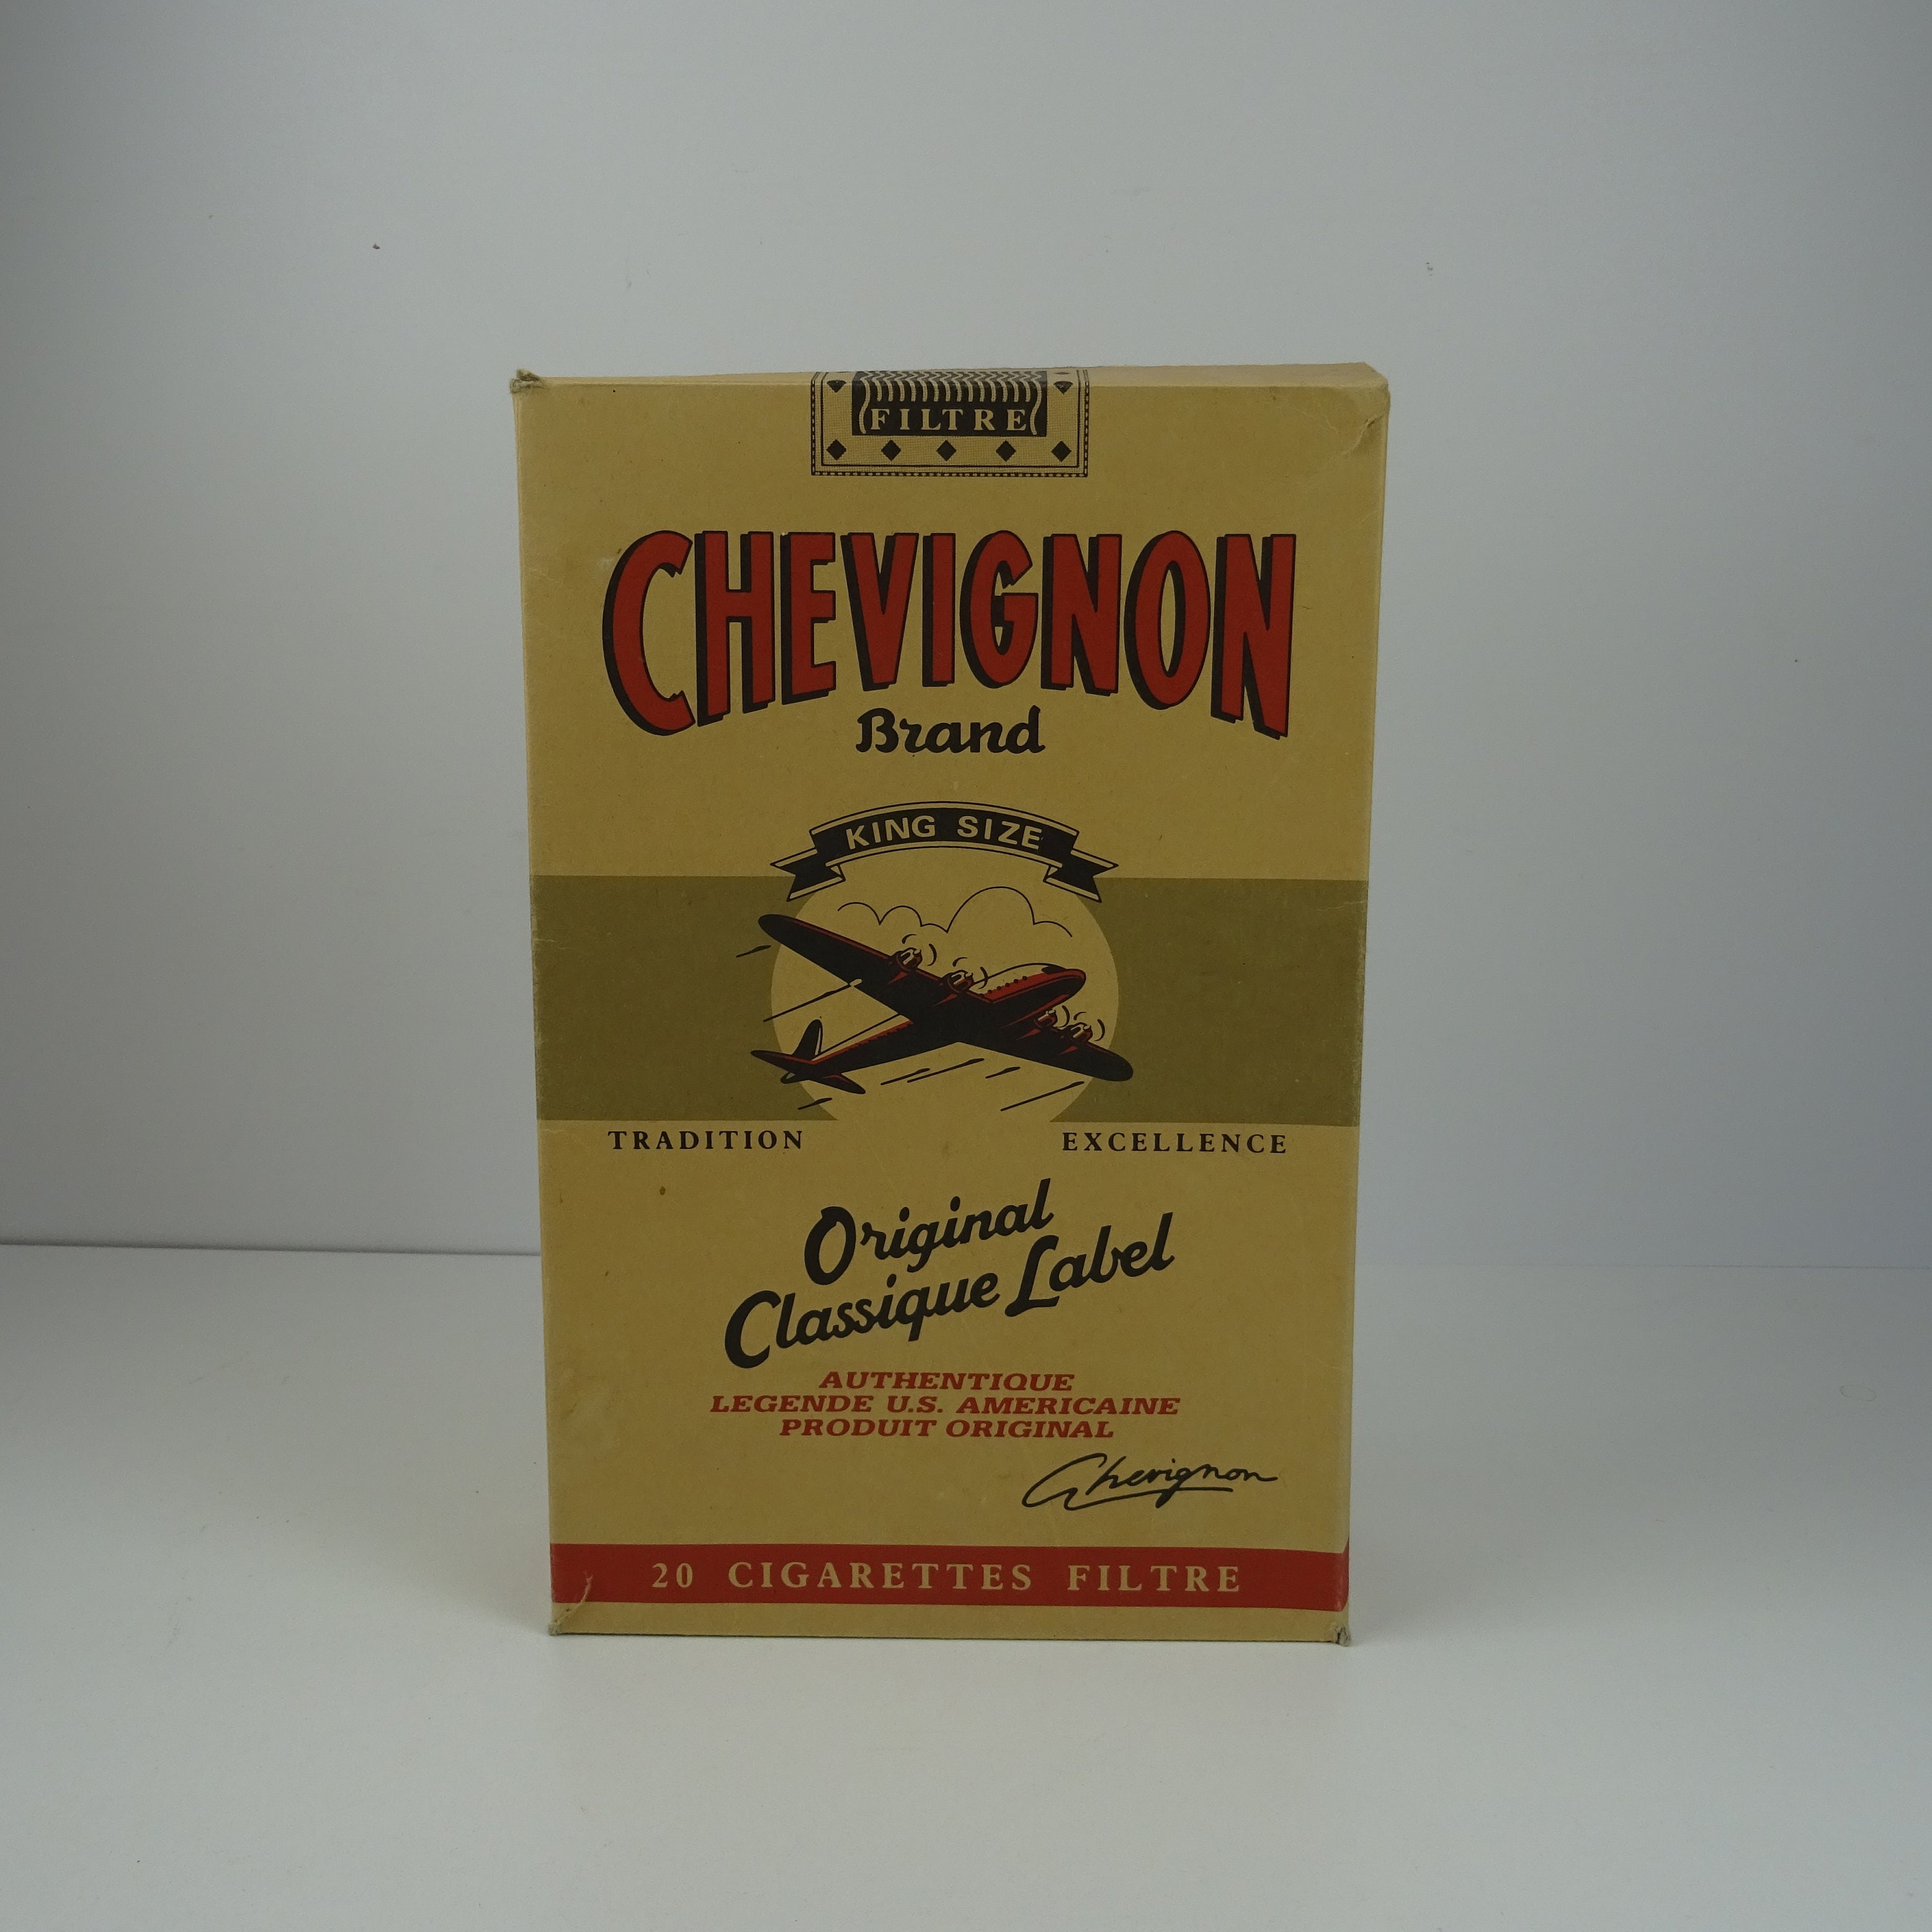 FILTRE
CHEVIGNON
Brand
KING SIZE
TRADITION EXCELLENCE
Original
Classique Label
AUTHENTIQUE
LEGENDE U.S. AMERICAINE
PRODUIT ORIGINAL
Chevignon
20 CIGARETTES FILTRE